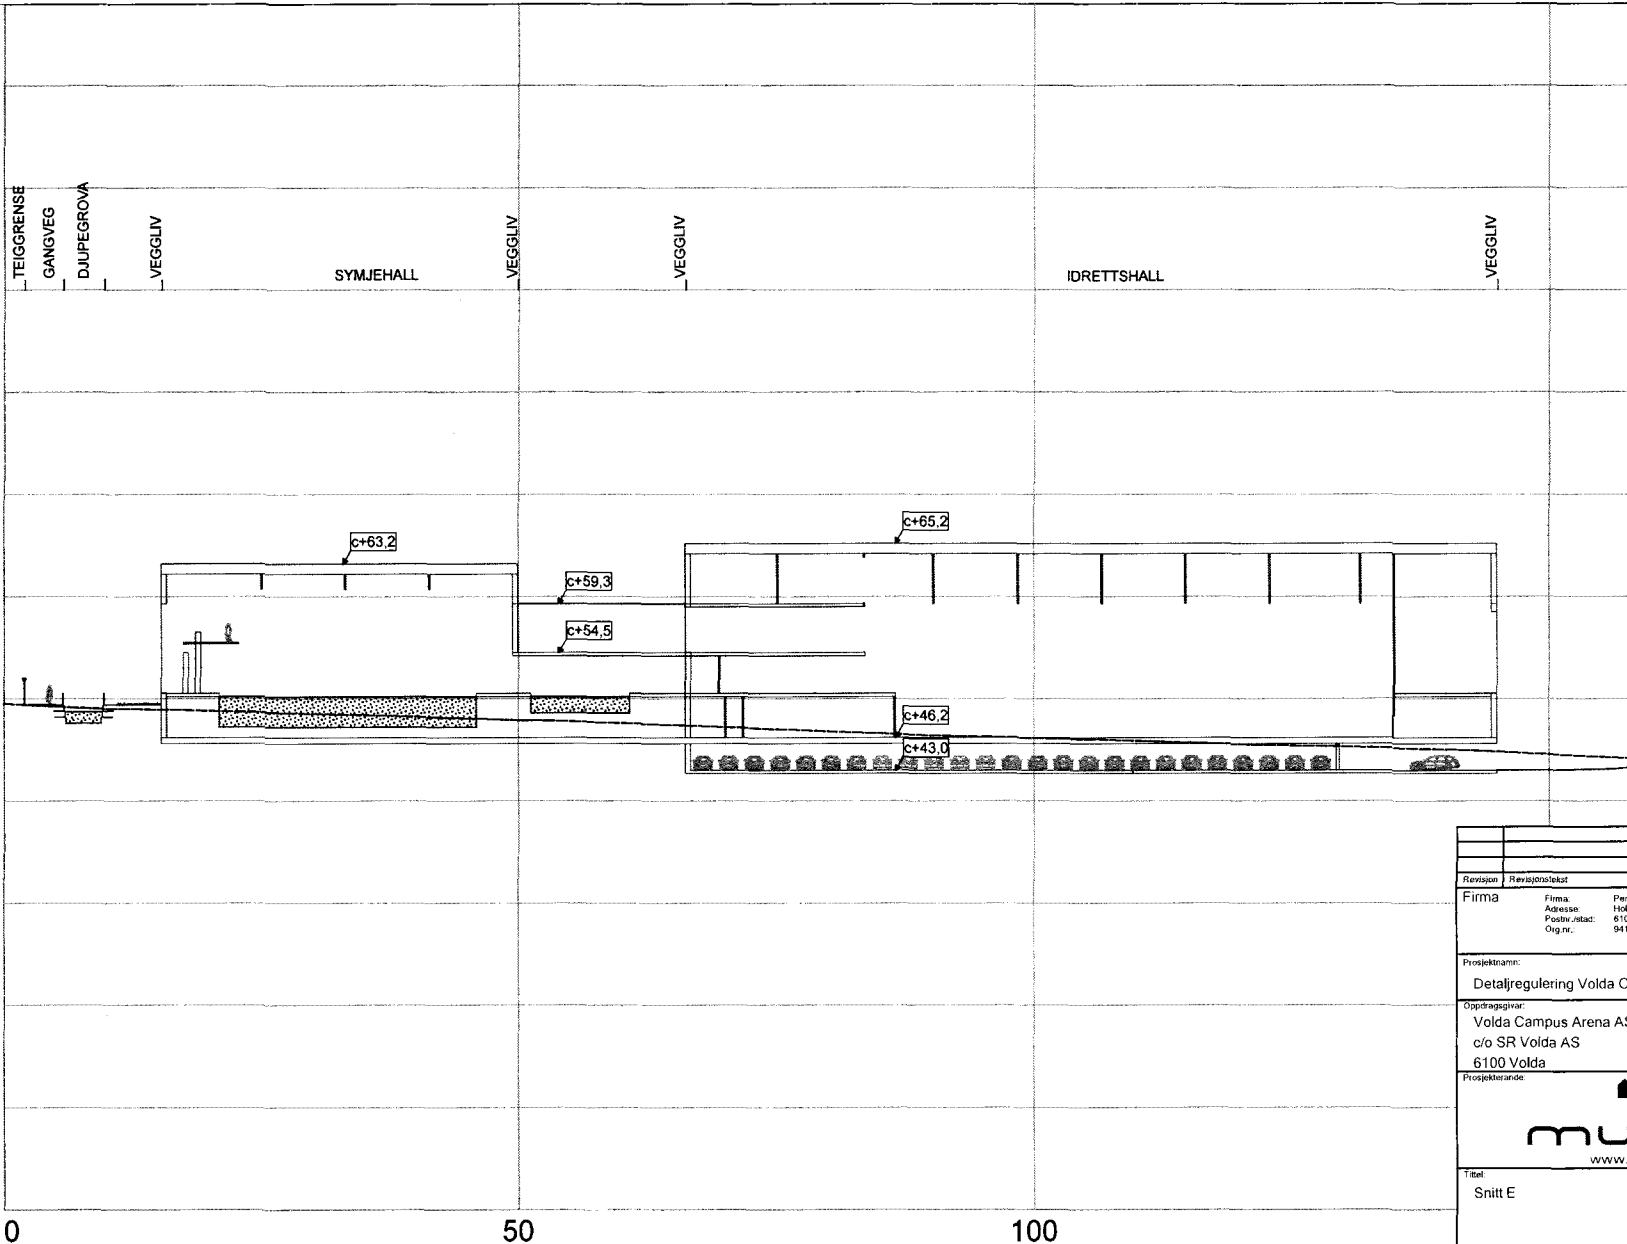 TEIGGRENSE
GANGVEG
DJUPEGROVA
VEGGLIV
SYMJEHALL
VEGGLIV
VEGGLIV
IDRETTSHALL
VEGGLIV
c+63,2
c+59,3
c+54,5
c+65,2
c+46,2
c+43,0
Revisjon Revisjonstekst
Firma
Firma:
Adresse:
Postnr./stad:
Org.nr.:
Prosjektnamn:
Detaljregulering Volda
Oppdragsgivar:
Volda Campus Arena AS
c/o SR Volda AS
6100 Volda
Prosjekterande:
www.
Tittel:
Snitt E
0 50 100